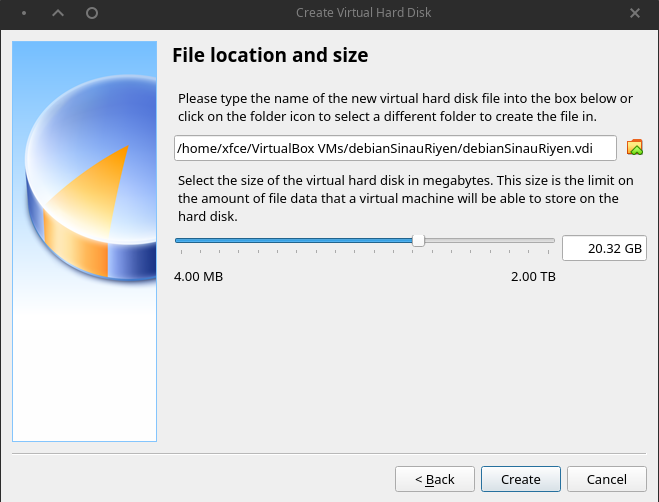 Create Virtual Hard Disk
File location and size
Please type the name of the new virtual hard disk file into the box below or
click on the folder icon to select a different folder to create the file in.
/home/xfce/VirtualBox VMs/debianSinauRiyen/debianSinauRiyen.vdi
Select the size of the virtual hard disk in megabytes. This size is the limit on
the amount of file data that a virtual machine will be able to store on the
hard disk.
20.32 GB
4.00 MB 2.00 TB
< Back Create Cancel